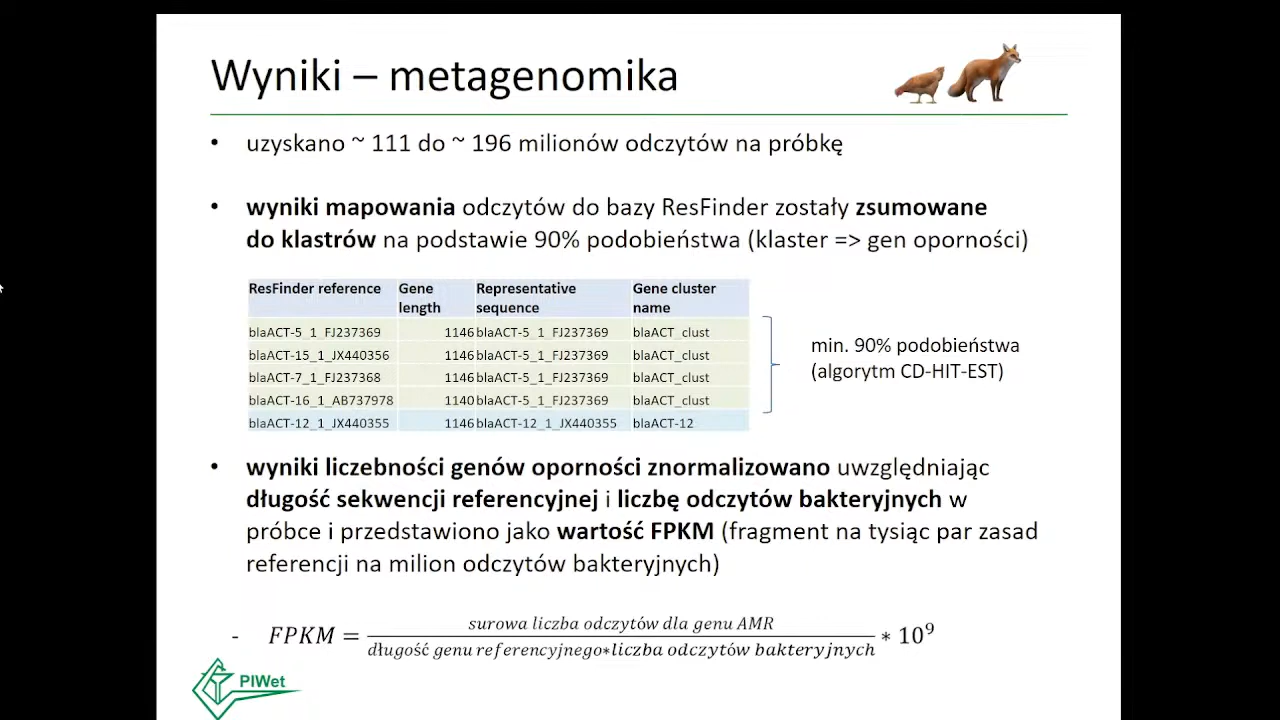 Wyniki – metagenomika
• uzyskano ~ 111 do ~ 196 milionów odczytów na próbkę
• wyniki mapowania odczytów do bazy ResFinder zostały zsumowane
do klastrów na podstawie 90% podobieństwa (klaster => gen oporności)
ResFinder reference Gene length Representative sequence Gene cluster name
blaACT-5_1_FJ237369 1146 blaACT-5_1_FJ237369 blaACT_clust
blaACT-15_1_JX440356 1146 blaACT-5_1_FJ237369 blaACT_clust
blaACT-7_1_FJ237368 1146 blaACT-5_1_FJ237369 blaACT_clust
blaACT-16_1_AB737978 1140 blaACT-5_1_FJ237369 blaACT_clust
blaACT-12_1_JX440355 1146 blaACT-12_1_JX440355 blaACT-12
min. 90% podobieństwa
(algorytm CD-HIT-EST)
• wyniki liczebności genów oporności znormalizowano uwzględniając
długość sekwencji referencyjnej i liczbę odczytów bakteryjnych w
próbce i przedstawiono jako wartość FPKM (fragment na tysiąc par zasad
referencji na milion odczytów bakteryjnych)
- FPKM = surowa liczba odczytów dla genu AMR / długość genu referencyjnego*liczba odczytów bakteryjnych * 10⁹
PIWet